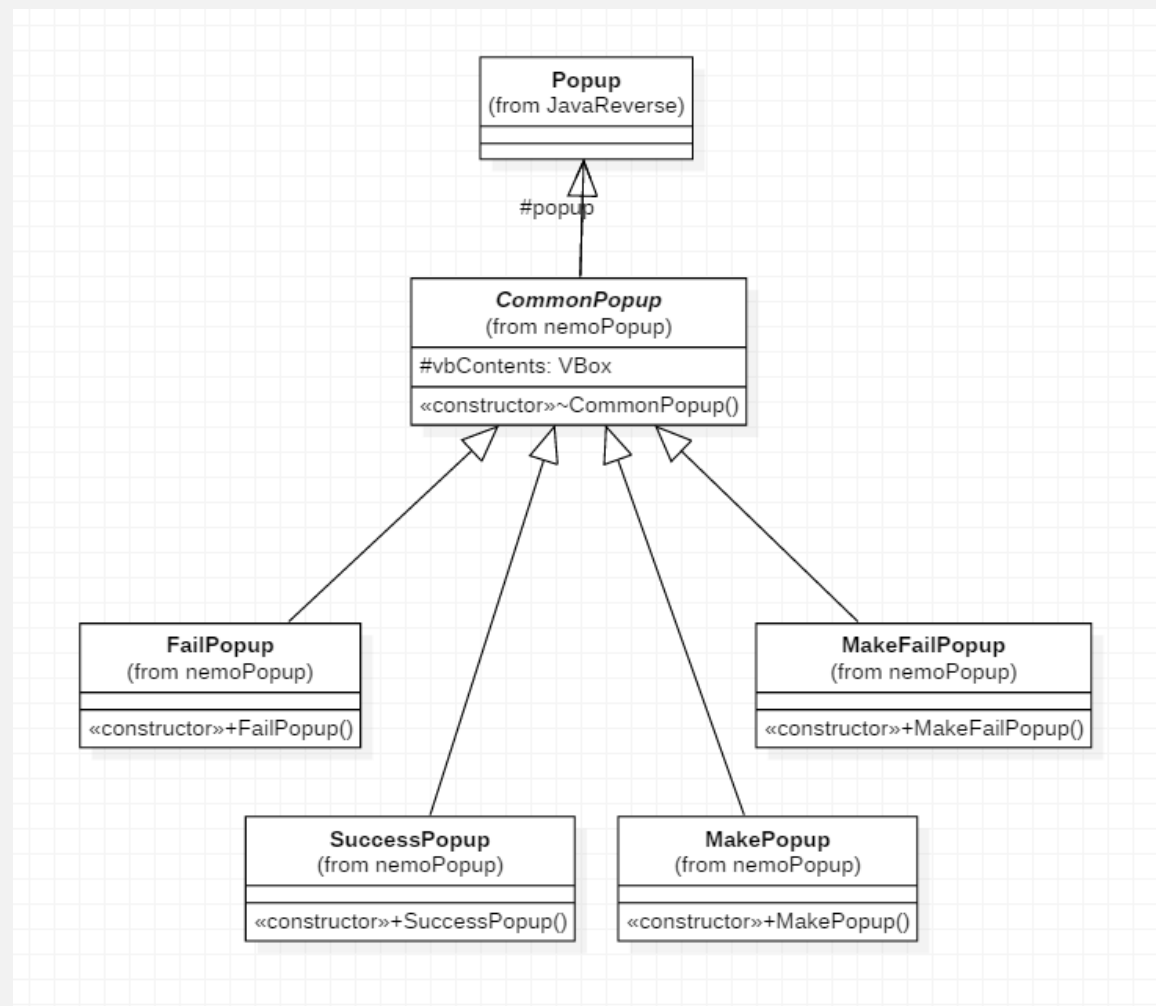 Popup
(from JavaReverse)
#popup
CommonPopup
(from nemoPopup)
#vbContents: VBox
«constructor»~CommonPopup()
FailPopup
(from nemoPopup)
«constructor»+FailPopup()
MakeFailPopup
(from nemoPopup)
«constructor»+MakeFailPopup()
SuccessPopup
(from nemoPopup)
«constructor»+SuccessPopup()
MakePopup
(from nemoPopup)
«constructor»+MakePopup()